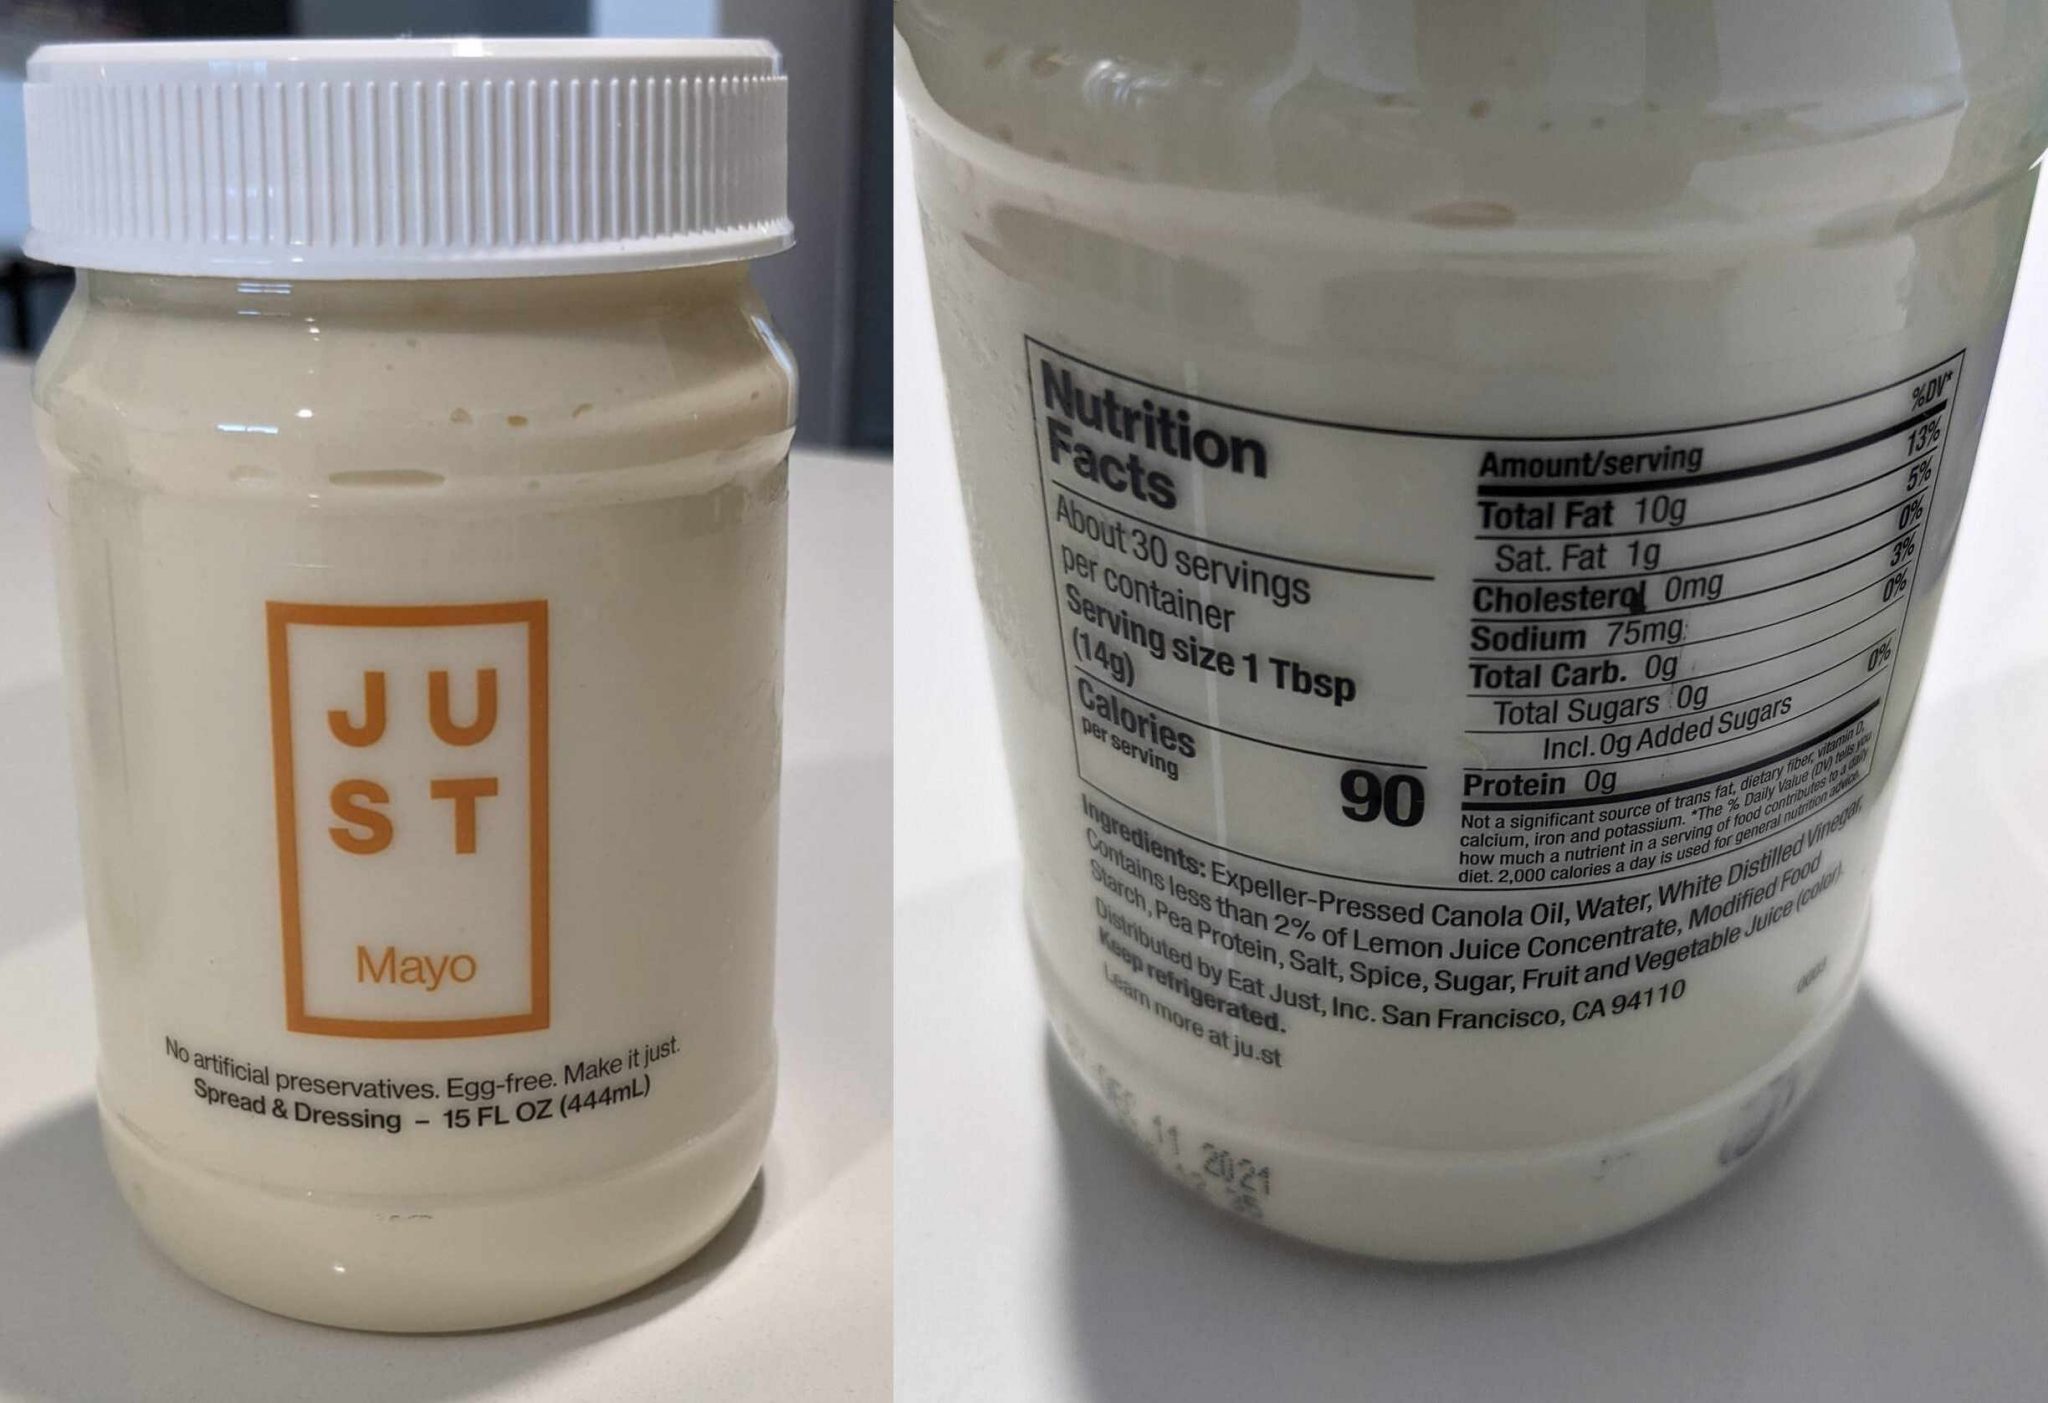 J U
S T
Mayo
No artificial preservatives. Egg-free. Make it just.
Spread & Dressing – 15 FL OZ (444mL)
Nutrition
Facts
About 30 servings
per container
Serving size 1 Tbsp
(14g)
Calories
per serving
90
%DV*
Amount/serving
Total Fat 10g 13%
Sat. Fat 1g 5%
Cholesterol 0mg 0%
Sodium 75mg 3%
Total Carb. 0g 0%
Total Sugars 0g
Incl. 0g Added Sugars 0%
Protein 0g
Not a significant source of trans fat, dietary fiber, vitamin D,
calcium, iron and potassium. *The % Daily Value (DV) tells you
how much a nutrient in a serving of food contributes to a daily
diet. 2,000 calories a day is used for general nutrition advice.
Ingredients: Expeller-Pressed Canola Oil, Water, White Distilled Vinegar,
Contains less than 2% of Lemon Juice Concentrate, Modified Food
Starch, Pea Protein, Salt, Spice, Sugar, Fruit and Vegetable Juice (color).
Distributed by Eat Just, Inc. San Francisco, CA 94110
Keep refrigerated.
Learn more at ju.st
11 2021